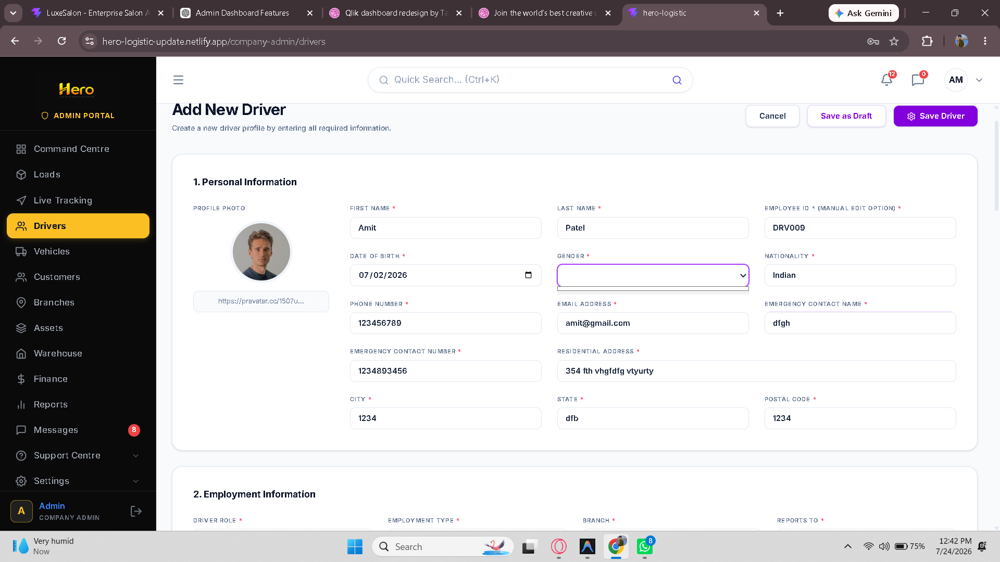 LuxeSalon - Enterprise Salon A
Admin Dashboard Features
Qlik dashboard redesign by Ta
Join the world's best creative c
hero-logistic
Ask Gemini
hero-logistic-update.netlify.app/company-admin/drivers
Hero
ADMIN PORTAL
Quick Search... (Ctrl+K)
12
0
AM
Add New Driver
Create a new driver profile by entering all required information.
Cancel
Save as Draft
Save Driver
Command Centre
Loads
Live Tracking
Drivers
Vehicles
Customers
Branches
Assets
Warehouse
Finance
Reports
Messages
8
Support Centre
Settings
A
Admin
COMPANY ADMIN
1. Personal Information
PROFILE PHOTO
https://pravatar.cc/150?u...
FIRST NAME *
Amit
LAST NAME *
Patel
EMPLOYEE ID * (MANUAL EDIT OPTION) *
DRV009
DATE OF BIRTH *
07/02/2026
GENDER *
NATIONALITY *
Indian
PHONE NUMBER *
123456789
EMAIL ADDRESS *
amit@gmail.com
EMERGENCY CONTACT NAME *
dfgh
EMERGENCY CONTACT NUMBER *
1234893456
RESIDENTIAL ADDRESS *
354 fth vhgfdfg vtyurty
CITY *
1234
STATE *
dfb
POSTAL CODE *
1234
2. Employment Information
DRIVER ROLE *
EMPLOYMENT TYPE *
BRANCH *
REPORTS TO *
Very humid
Now
Search
8
75%
12:42 PM
7/24/2026